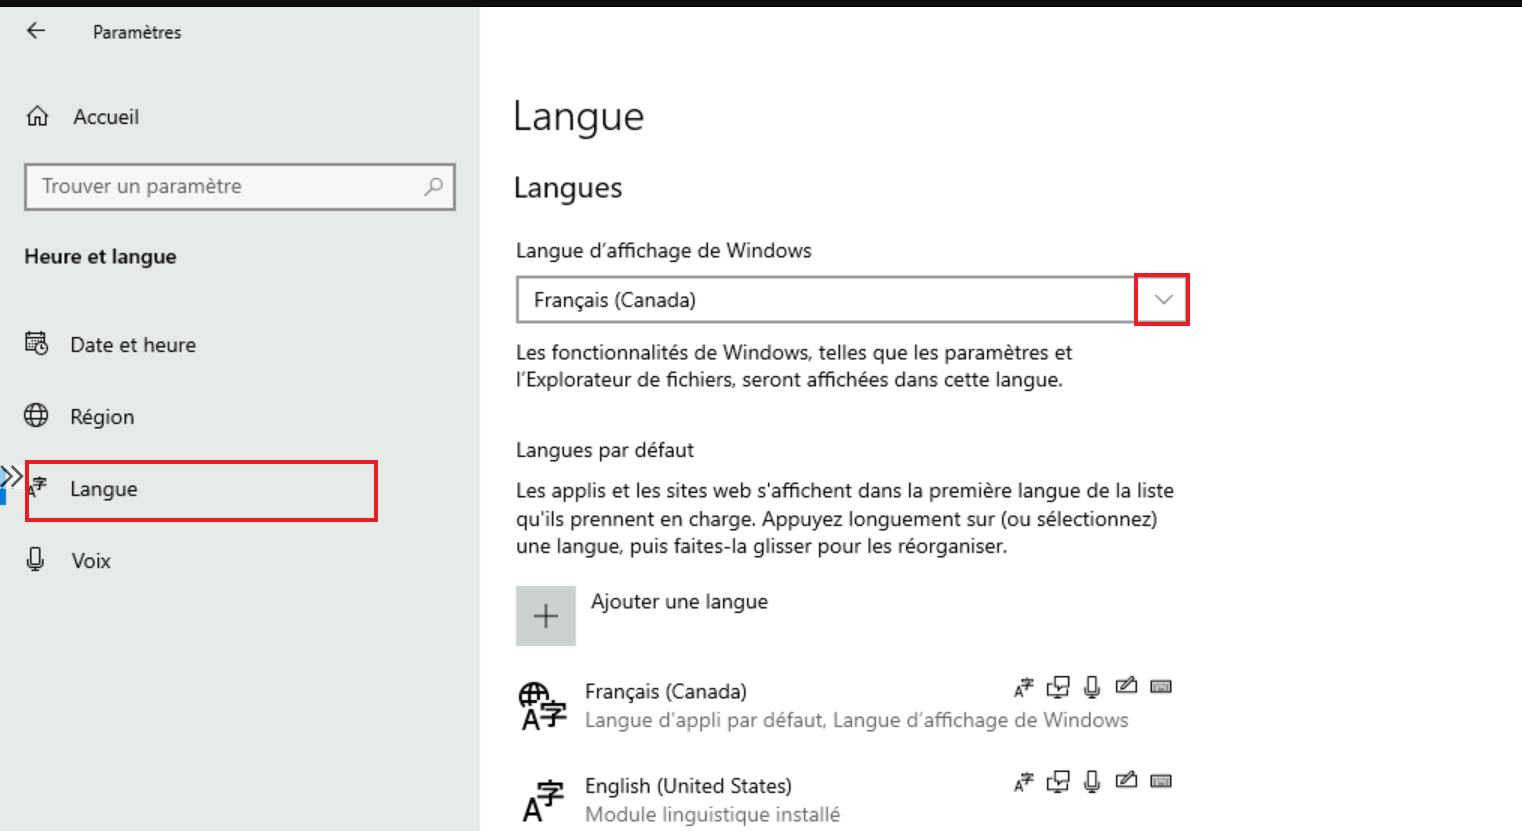 Paramètres
Accueil
Trouver un paramètre
Heure et langue
Date et heure
Région
Langue
Voix
Langue
Langues
Langue d’affichage de Windows
Français (Canada)
Les fonctionnalités de Windows, telles que les paramètres et
l’Explorateur de fichiers, seront affichées dans cette langue.
Langues par défaut
Les applis et les sites web s'affichent dans la première langue de la liste
qu'ils prennent en charge. Appuyez longuement sur (ou sélectionnez)
une langue, puis faites-la glisser pour les réorganiser.
Ajouter une langue
Français (Canada)
Langue d'appli par défaut, Langue d’affichage de Windows
English (United States)
Module linguistique installé